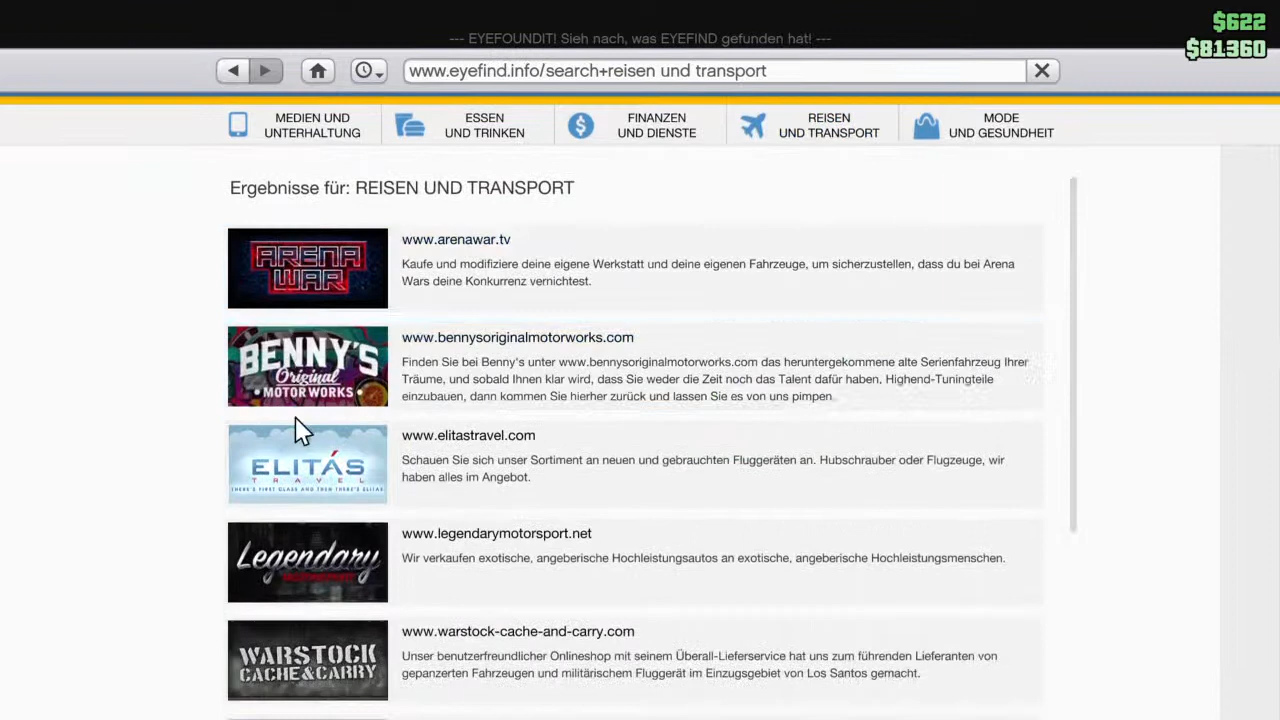 $622
--- EYEFOUNDIT! Sieh nach, was EYEFIND gefunden hat! ---
$81360
www.eyefind.info/search+reisen und transport
MEDIEN UND
UNTERHALTUNG
ESSEN
UND TRINKEN
FINANZEN
UND DIENSTE
REISEN
UND TRANSPORT
MODE
UND GESUNDHEIT
Ergebnisse für: REISEN UND TRANSPORT
ARENA
WAR
www.arenawar.tv
Kaufe und modifiziere deine eigene Werkstatt und deine eigenen Fahrzeuge, um sicherzustellen, dass du bei Arena
Wars deine Konkurrenz vernichtest.
BENNY'S
Original
MOTOR WORKS
www.bennysoriginalmotorworks.com
Finden Sie bei Benny's unter www.bennysoriginalmotorworks.com das heruntergekommene alte Serienfahrzeug Ihrer
Träume, und sobald Ihnen klar wird, dass Sie weder die Zeit noch das Talent dafür haben. Highend-Tuningteile
einzubauen, dann kommen Sie hierher zurück und lassen Sie es von uns pimpen
ELITÁS
TRAVEL
THERE'S FIRST CLASS AND THEN THERE'S ELITAS
www.elitastravel.com
Schauen Sie sich unser Sortiment an neuen und gebrauchten Fluggeräten an. Hubschrauber oder Flugzeuge, wir
haben alles im Angebot.
Legendary
MOTORSPORT
www.legendarymotorsport.net
Wir verkaufen exotische, angeberische Hochleistungsautos an exotische, angeberische Hochleistungsmenschen.
WARSTOCK
CACHE&CARRY
www.warstock-cache-and-carry.com
Unser benutzerfreundlicher Onlineshop mit seinem Überall-Lieferservice hat uns zum führenden Lieferanten von
gepanzerten Fahrzeugen und militärischem Fluggerät im Einzugsgebiet von Los Santos gemacht.